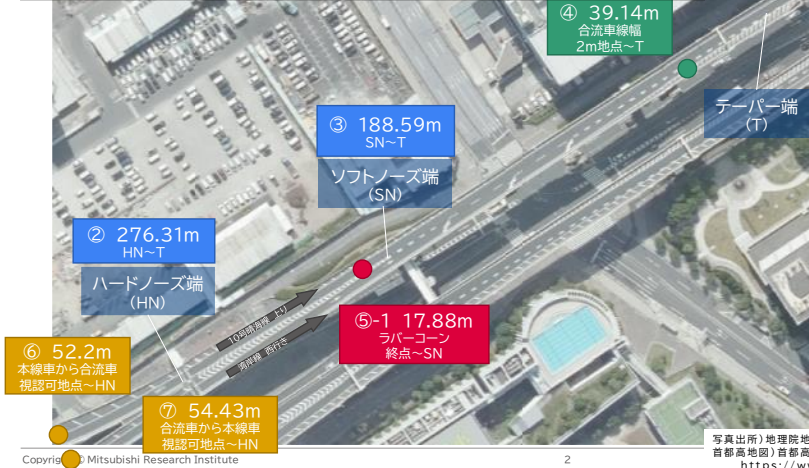 ④ 39.14m
合流車線幅
2m地点~T
テーパー端
(T)
③ 188.59m
SN~T
ソフトノーズ端
(SN)
② 276.31m
HN~T
ハードノーズ端
(HN)
10号晴海線 上り
湾岸線 西行き
⑤-1 17.88m
ラバーコーン
終点~SN
⑥ 52.2m
本線車から合流車
視認可地点~HN
⑦ 54.43m
合流車から本線車
視認可地点~HN
写真出所)地理院地
首都高地図)首都高
https://w
Mitsubishi Research Institute
2